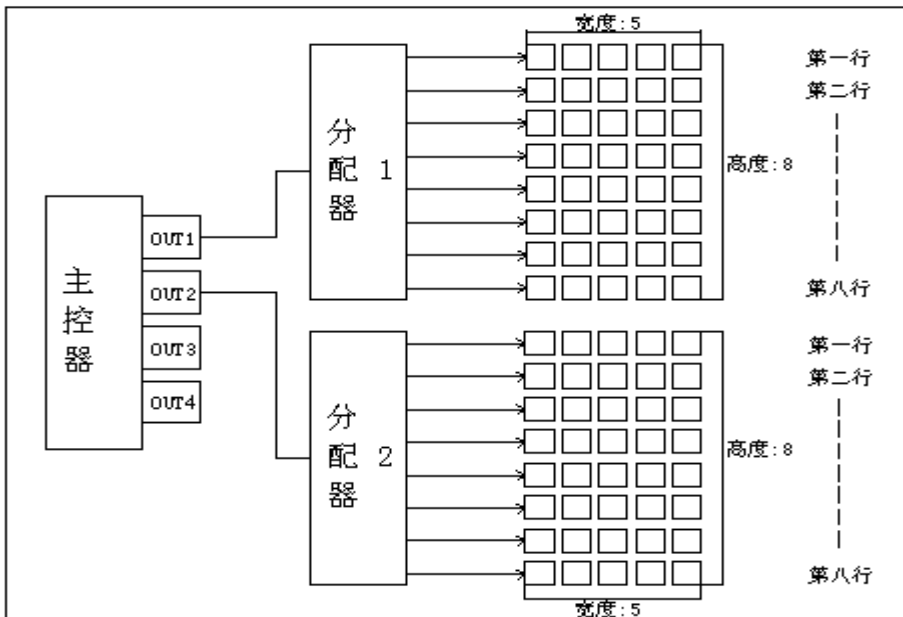 宽度:5
第一行
第二行
分配器 1
高度:8
OUT1
主控器
OUT2
第八行
OUT3
第一行
第二行
OUT4
分配器 2
高度:8
第八行
宽度:5